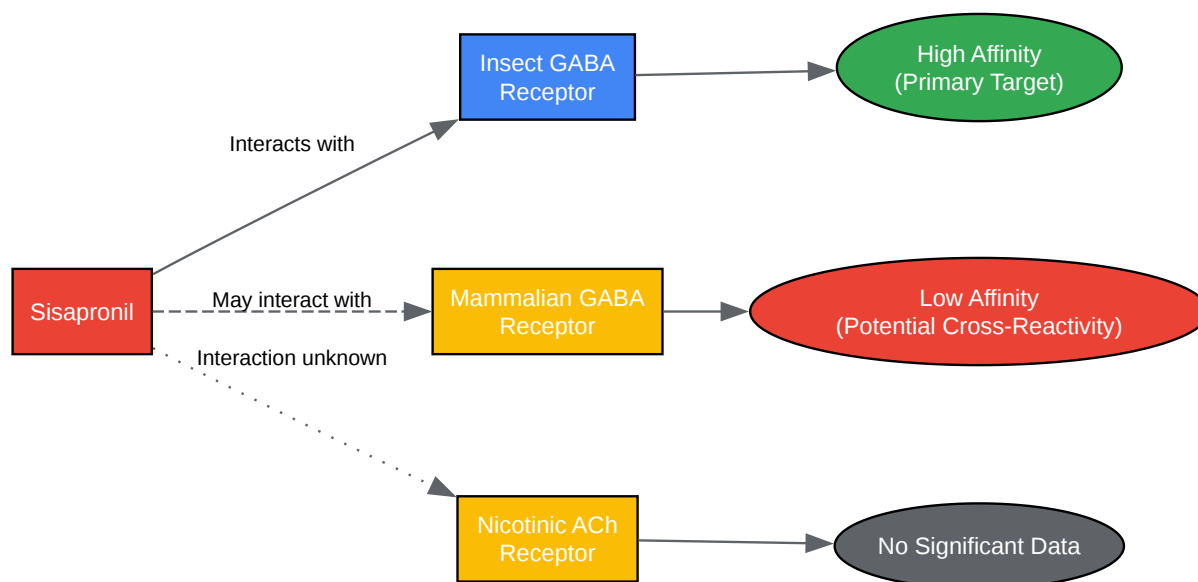 Insect GABA
Receptor
High Affinity
(Primary Target)
Interacts with
Sisapronil
May interact with
Mammalian GABA
Receptor
Low Affinity
(Potential Cross-Reactivity)
Interaction unknown
Nicotinic ACh
Receptor
No Significant Data